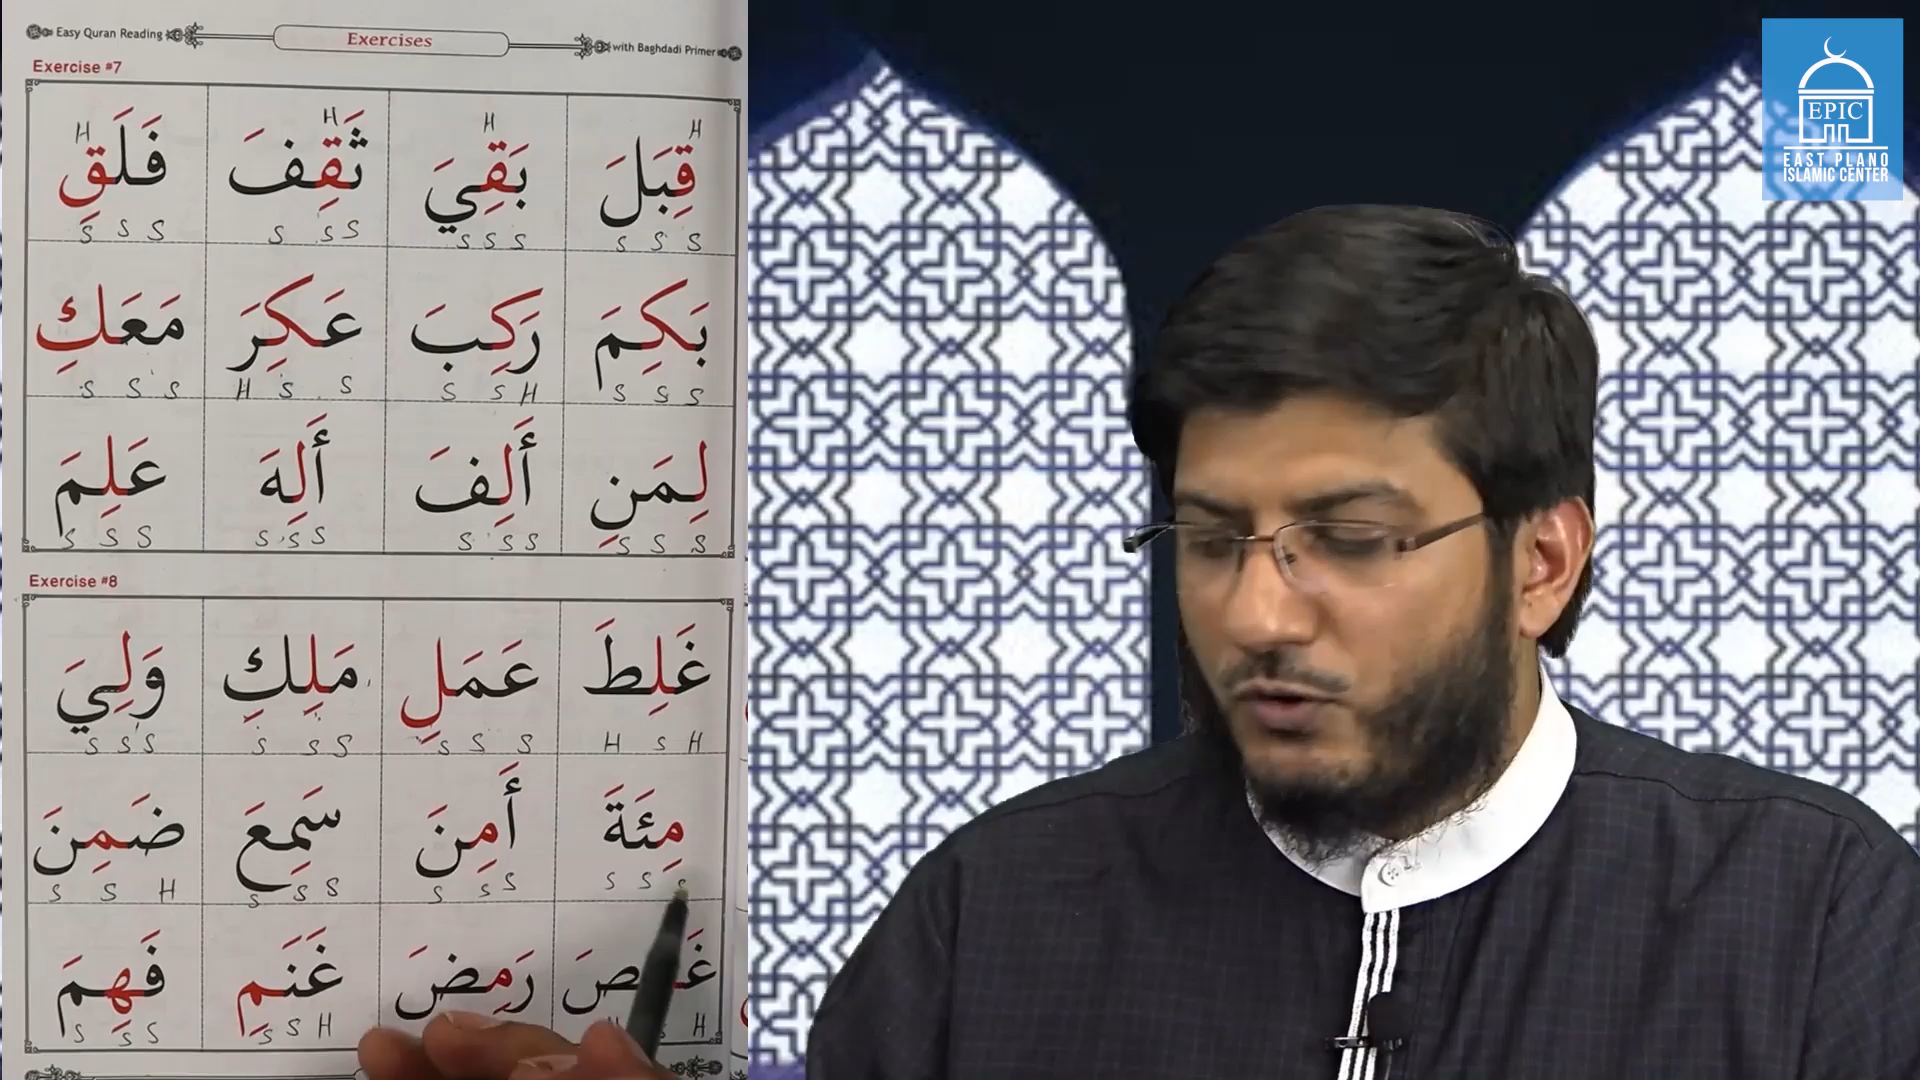 Easy Quran Reading
Exercises
with Baghdadi Primer
Exercise #7
H H H H
قِبَلَ بَقِيَ ثَقِفَ فَلَقِ
S S S S S S S S S S S S
بَكِمَ رَكِبَ عَكِرَ مَعَكِ
S S S H S S S S H S S S
لِمَنِ أَلِفَ أَلِهَ عَلِمَ
S S S S S S S S S S S S
Exercise #8
غَلِطَ عَمَلِ مَلِكِ وَلِيَ
H S H S S S S S S S S S
مِئَةَ أَمِنَ سَمِعَ ضَمِنَ
S S S S S S S S S H S S
رَمِضَ غَنَمِ فَهِمَ
H H S S S S S
EPIC
EAST PLANO
ISLAMIC CENTER